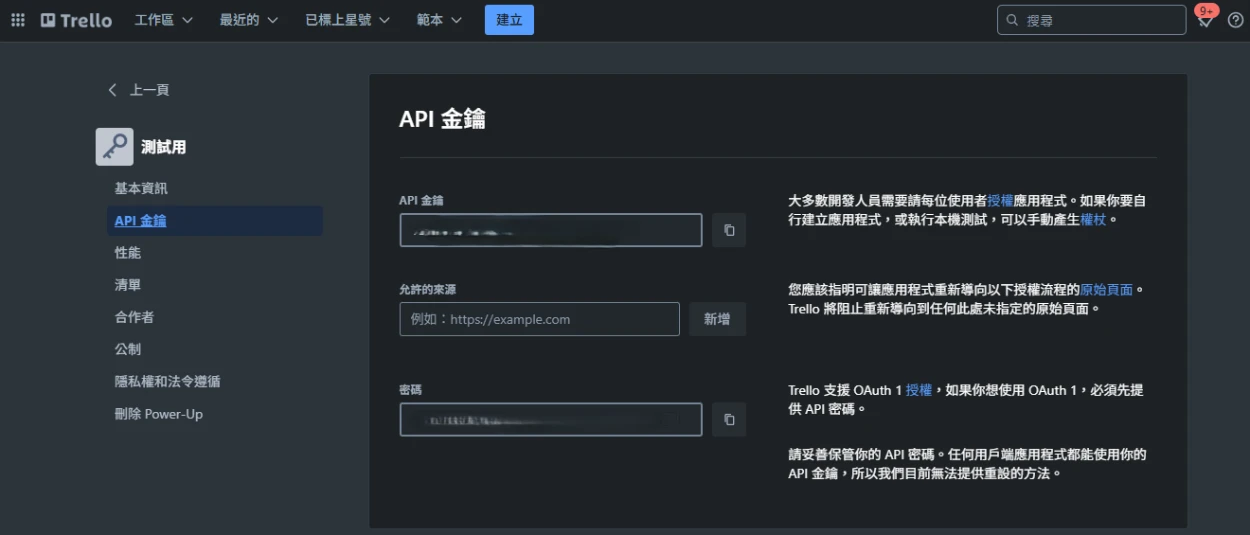 Trello
工作區
最近的
已標上星號
範本
建立
搜尋
9+
上一頁
測試用
基本資訊
API 金鑰
性能
清單
合作者
公制
隱私權和法令遵循
刪除 Power-Up
API 金鑰
API 金鑰
大多數開發人員需要請每位使用者授權應用程式。如果你要自
行建立應用程式，或執行本機測試，可以手動產生權杖。
允許的來源
例如：https://example.com
新增
您應該指明可讓應用程式重新導向以下授權流程的原始頁面。
Trello 將阻止重新導向到任何此處未指定的原始頁面。
密碼
Trello 支援 OAuth 1 授權，如果你想使用 OAuth 1，必須先提
供 API 密碼。
請妥善保管你的 API 密碼。任何用戶端應用程式都能使用你的
API 金鑰，所以我們目前無法提供重設的方法。